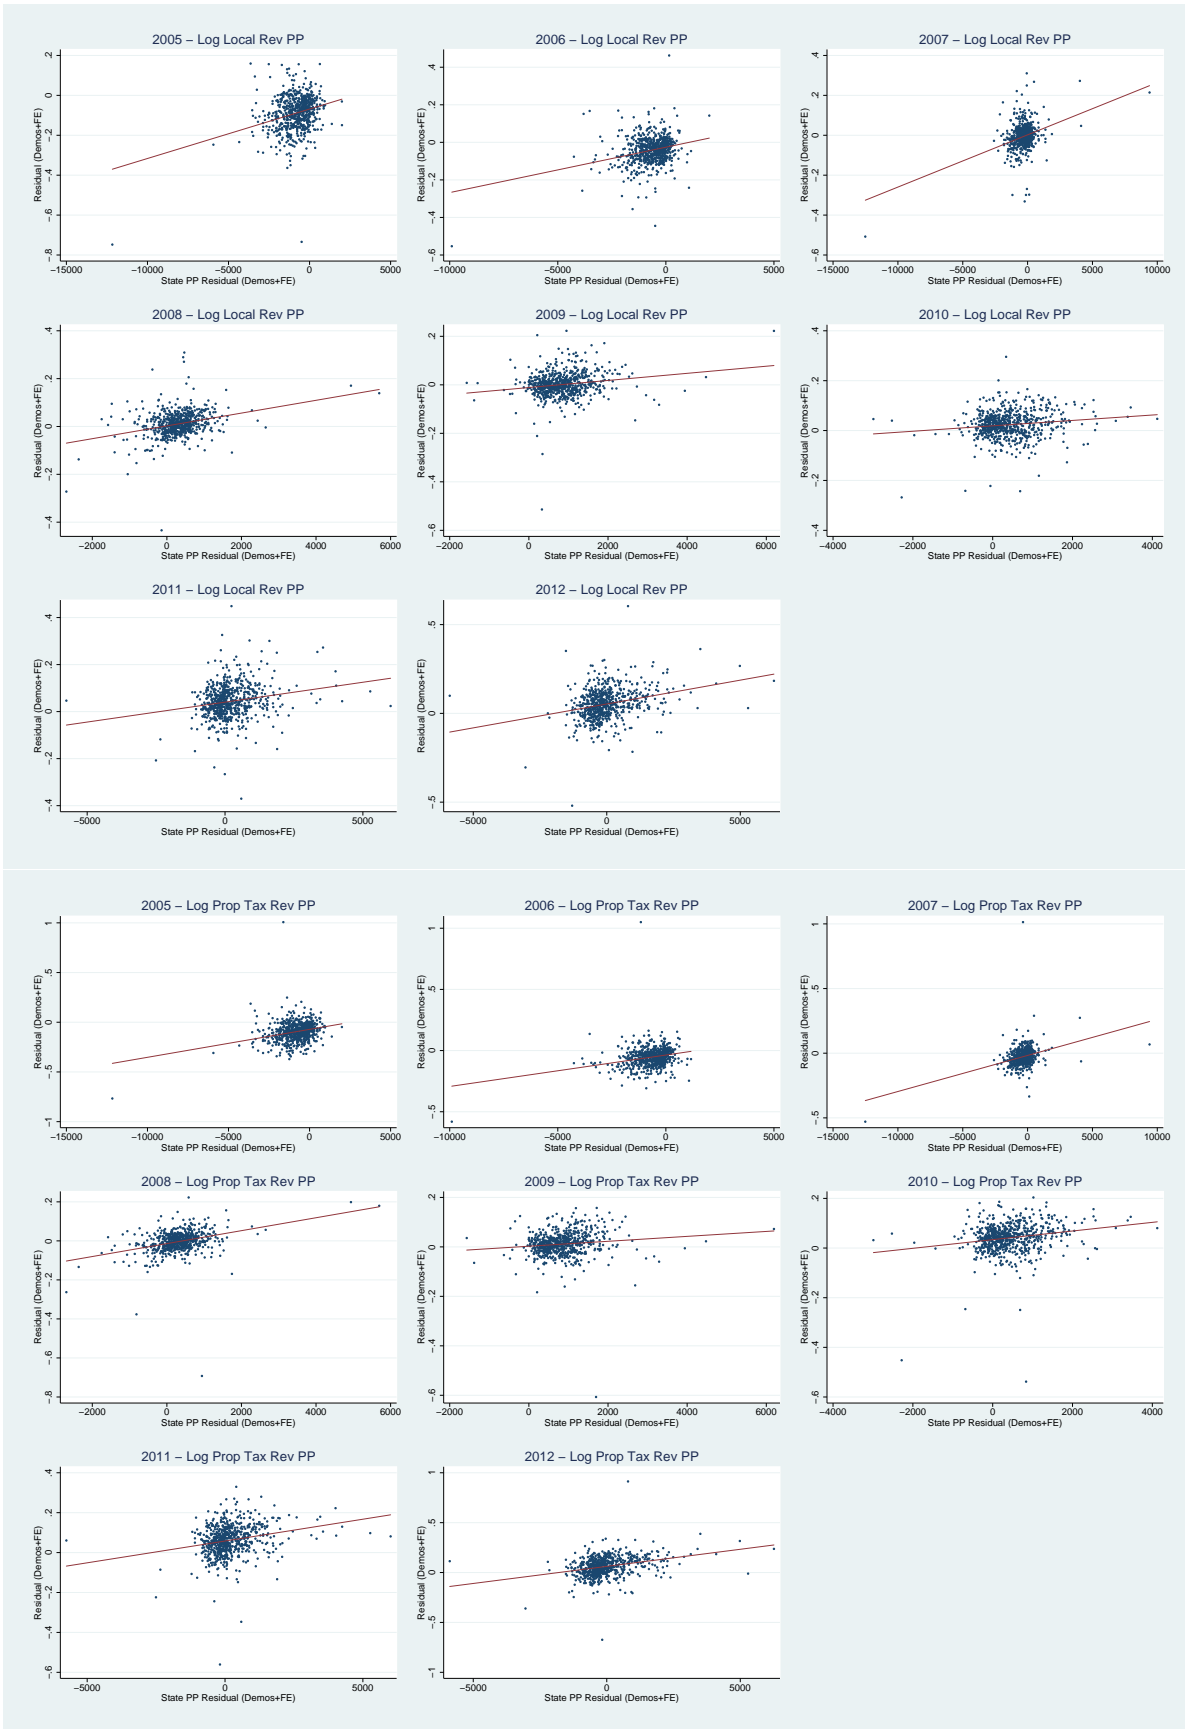 2005 – Log Local Rev PP
Residual (Demos+FE)
.2
0
−.2
−.4
−.6
−.8
−15000 −10000 −5000 0 5000
State PP Residual (Demos+FE)
2006 – Log Local Rev PP
Residual (Demos+FE)
.4
.2
0
−.2
−.4
−.6
−10000 −5000 0 5000
State PP Residual (Demos+FE)
2007 – Log Local Rev PP
Residual (Demos+FE)
.4
.2
0
−.2
−.4
−.6
−15000 −10000 −5000 0 5000 10000
State PP Residual (Demos+FE)
2008 – Log Local Rev PP
Residual (Demos+FE)
.4
.2
0
−.2
−.4
−2000 0 2000 4000 6000
State PP Residual (Demos+FE)
2009 – Log Local Rev PP
Residual (Demos+FE)
.2
0
−.2
−.4
−.6
−2000 0 2000 4000 6000
State PP Residual (Demos+FE)
2010 – Log Local Rev PP
Residual (Demos+FE)
.4
.2
0
−.2
−.4
−4000 −2000 0 2000 4000
State PP Residual (Demos+FE)
2011 – Log Local Rev PP
Residual (Demos+FE)
.4
.2
0
−.2
−.4
−5000 0 5000
State PP Residual (Demos+FE)
2012 – Log Local Rev PP
Residual (Demos+FE)
.5
0
−.5
−5000 0 5000
State PP Residual (Demos+FE)
2005 – Log Prop Tax Rev PP
Residual (Demos+FE)
1
.5
0
−.5
−1
−15000 −10000 −5000 0 5000
State PP Residual (Demos+FE)
2006 – Log Prop Tax Rev PP
Residual (Demos+FE)
1
.5
0
−.5
−10000 −5000 0 5000
State PP Residual (Demos+FE)
2007 – Log Prop Tax Rev PP
Residual (Demos+FE)
1
.5
0
−.5
−15000 −10000 −5000 0 5000 10000
State PP Residual (Demos+FE)
2008 – Log Prop Tax Rev PP
Residual (Demos+FE)
.2
0
−.2
−.4
−.6
−.8
−2000 0 2000 4000 6000
State PP Residual (Demos+FE)
2009 – Log Prop Tax Rev PP
Residual (Demos+FE)
.2
0
−.2
−.4
−.6
−2000 0 2000 4000 6000
State PP Residual (Demos+FE)
2010 – Log Prop Tax Rev PP
Residual (Demos+FE)
.2
0
−.2
−.4
−.6
−4000 −2000 0 2000 4000
State PP Residual (Demos+FE)
2011 – Log Prop Tax Rev PP
Residual (Demos+FE)
.4
.2
0
−.2
−.4
−.6
−5000 0 5000
State PP Residual (Demos+FE)
2012 – Log Prop Tax Rev PP
Residual (Demos+FE)
1
.5
0
−.5
−1
−5000 0 5000
State PP Residual (Demos+FE)